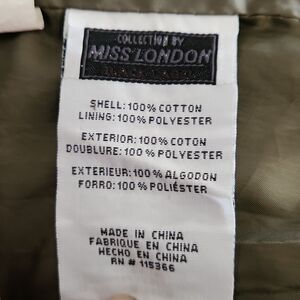 COLLECTION BY
MISS LONDON
SHELL: 100% COTTON
LINING: 100% POLYESTER
EXTERIOR: 100% COTON
DOUBLURE: 100% POLYESTER
EXTERIEUR: 100% ALGODON
FORRO: 100% POLIÉSTER
MADE IN CHINA
FABRIQUE EN CHINA
HECHO EN CHINA
RN # 115366